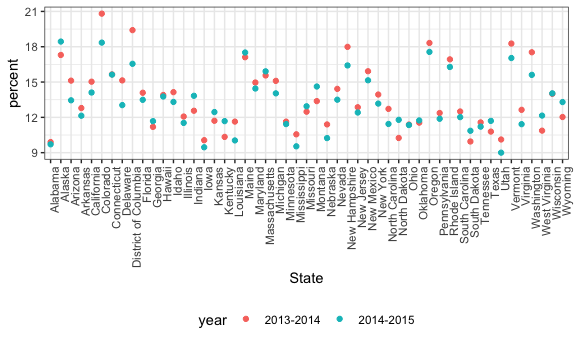 21
18
15
12
9
percent
Alabama
Alaska
Arizona
Arkansas
California
Colorado
Connecticut
Delaware
District of Columbia
Florida
Georgia
Hawaii
Idaho
Illinois
Indiana
Iowa
Kansas
Kentucky
Louisiana
Maine
Maryland
Massachusetts
Michigan
Minnesota
Mississippi
Missouri
Montana
Nebraska
Nevada
New Hampshire
New Jersey
New Mexico
New York
North Carolina
North Dakota
Ohio
Oklahoma
Oregon
Pennsylvania
Rhode Island
South Carolina
South Dakota
Tennessee
Texas
Utah
Vermont
Virginia
Washington
West Virginia
Wisconsin
Wyoming
State
year 2013-2014 2014-2015